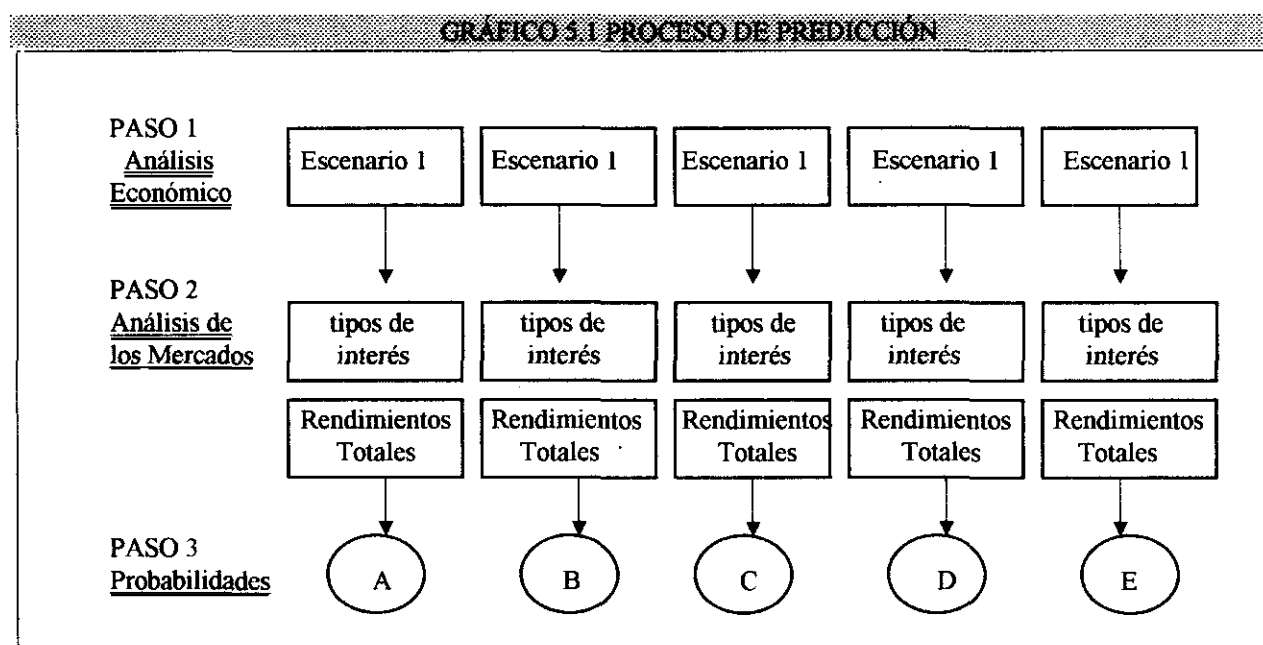 GRÁFICO 5.1 PROCESO DE PREDICCIÓN
PASO 1
Análisis
Económico
Escenario 1
Escenario 1
Escenario 1
Escenario 1
Escenario 1
PASO 2
Análisis de
los Mercados
tipos de
interés
tipos de
interés
tipos de
interés
tipos de
interés
tipos de
interés
Rendimientos
Totales
Rendimientos
Totales
Rendimientos
Totales
Rendimientos
Totales
Rendimientos
Totales
PASO 3
Probabilidades
A
B
C
D
E